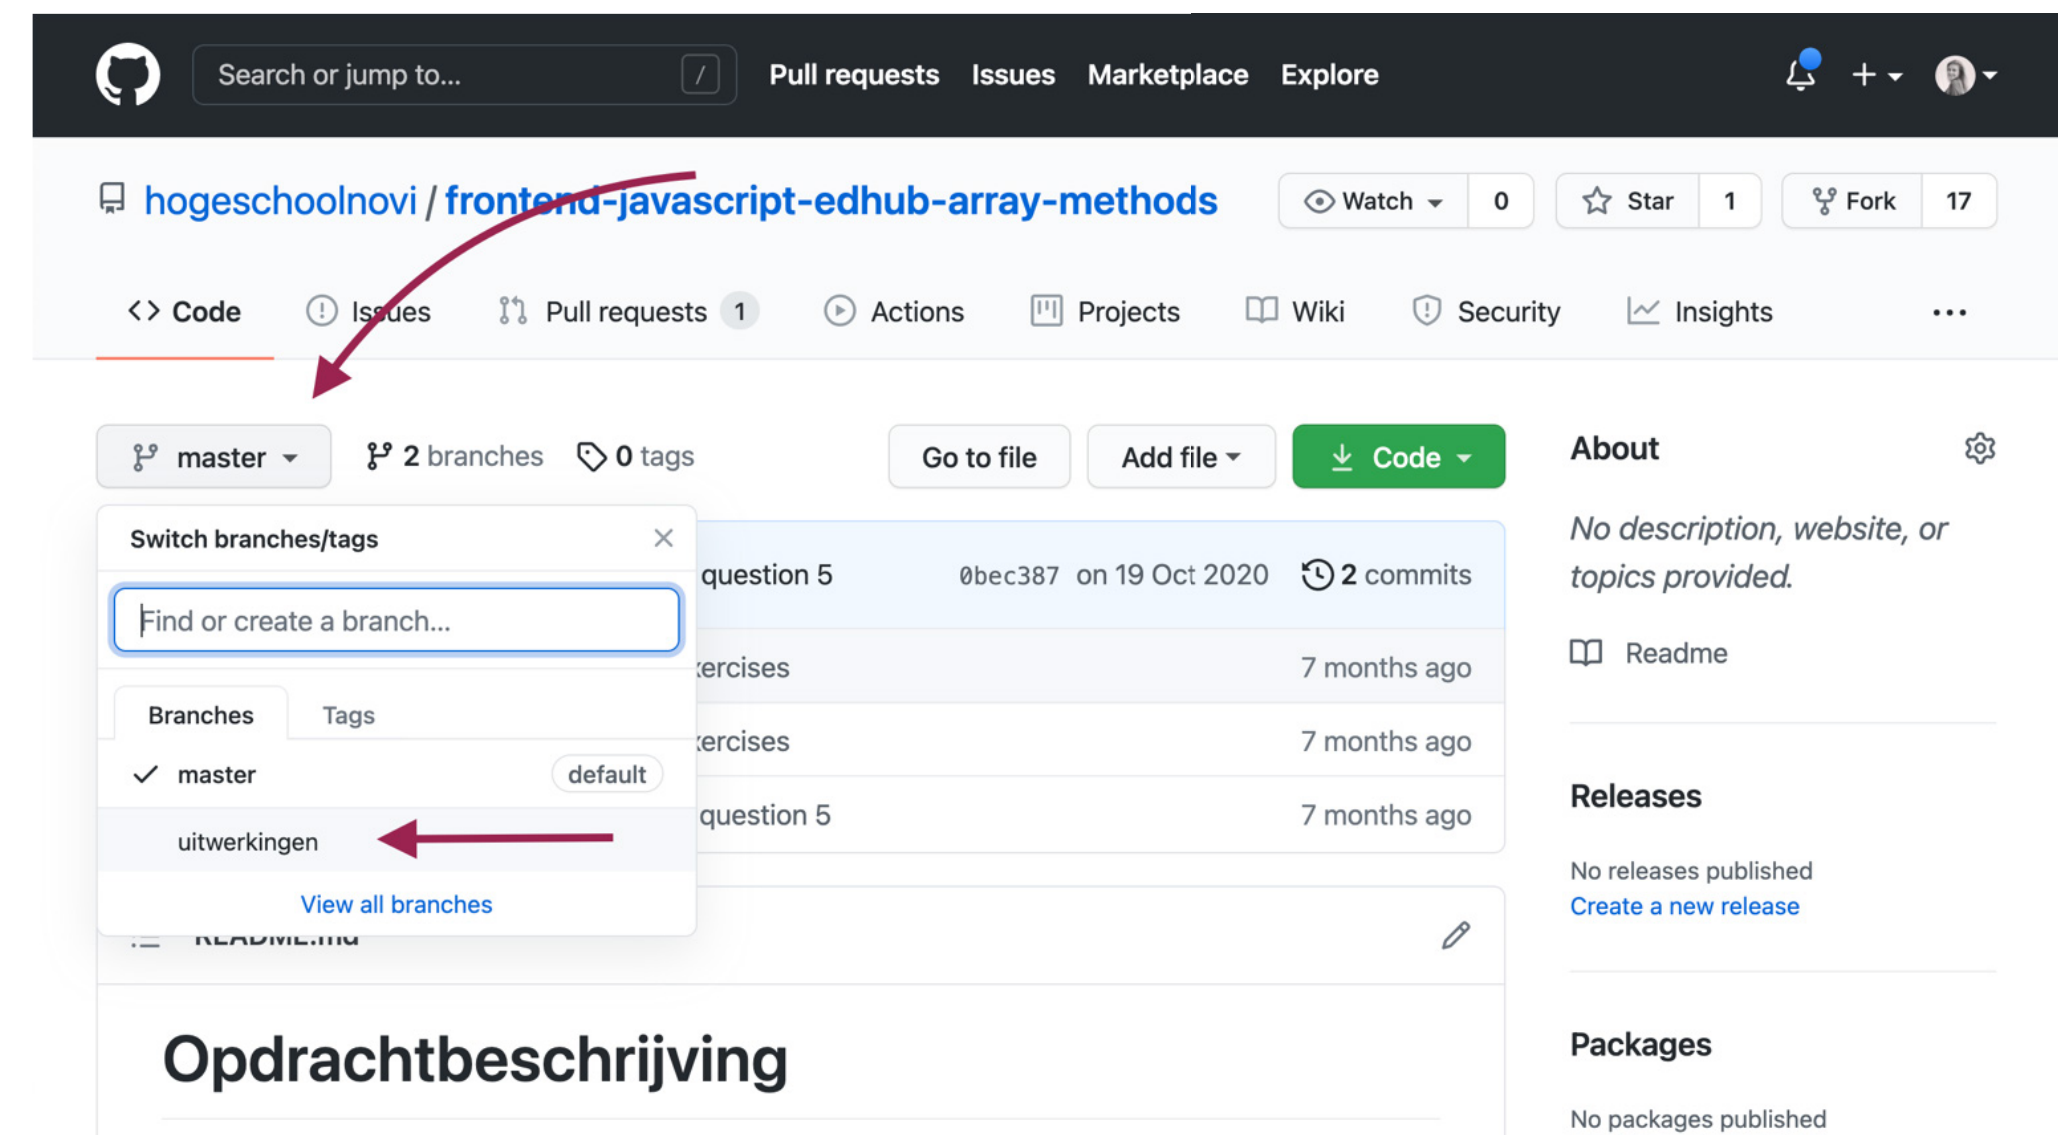 Search or jump to... / Pull requests Issues Marketplace Explore
hogeschoolnovi / frontend-javascript-edhub-array-methods Watch 0 Star 1 Fork 17
Code Issues Pull requests 1 Actions Projects Wiki Security Insights ...
master 2 branches 0 tags Go to file Add file Code
Switch branches/tags
Find or create a branch...
Branches Tags
master default
uitwerkingen
View all branches
question 5 0bec387 on 19 Oct 2020 2 commits
ercises 7 months ago
ercises 7 months ago
question 5 7 months ago
README.md
Opdrachtbeschrijving
About
No description, website, or
topics provided.
Readme
Releases
No releases published
Create a new release
Packages
No packages published